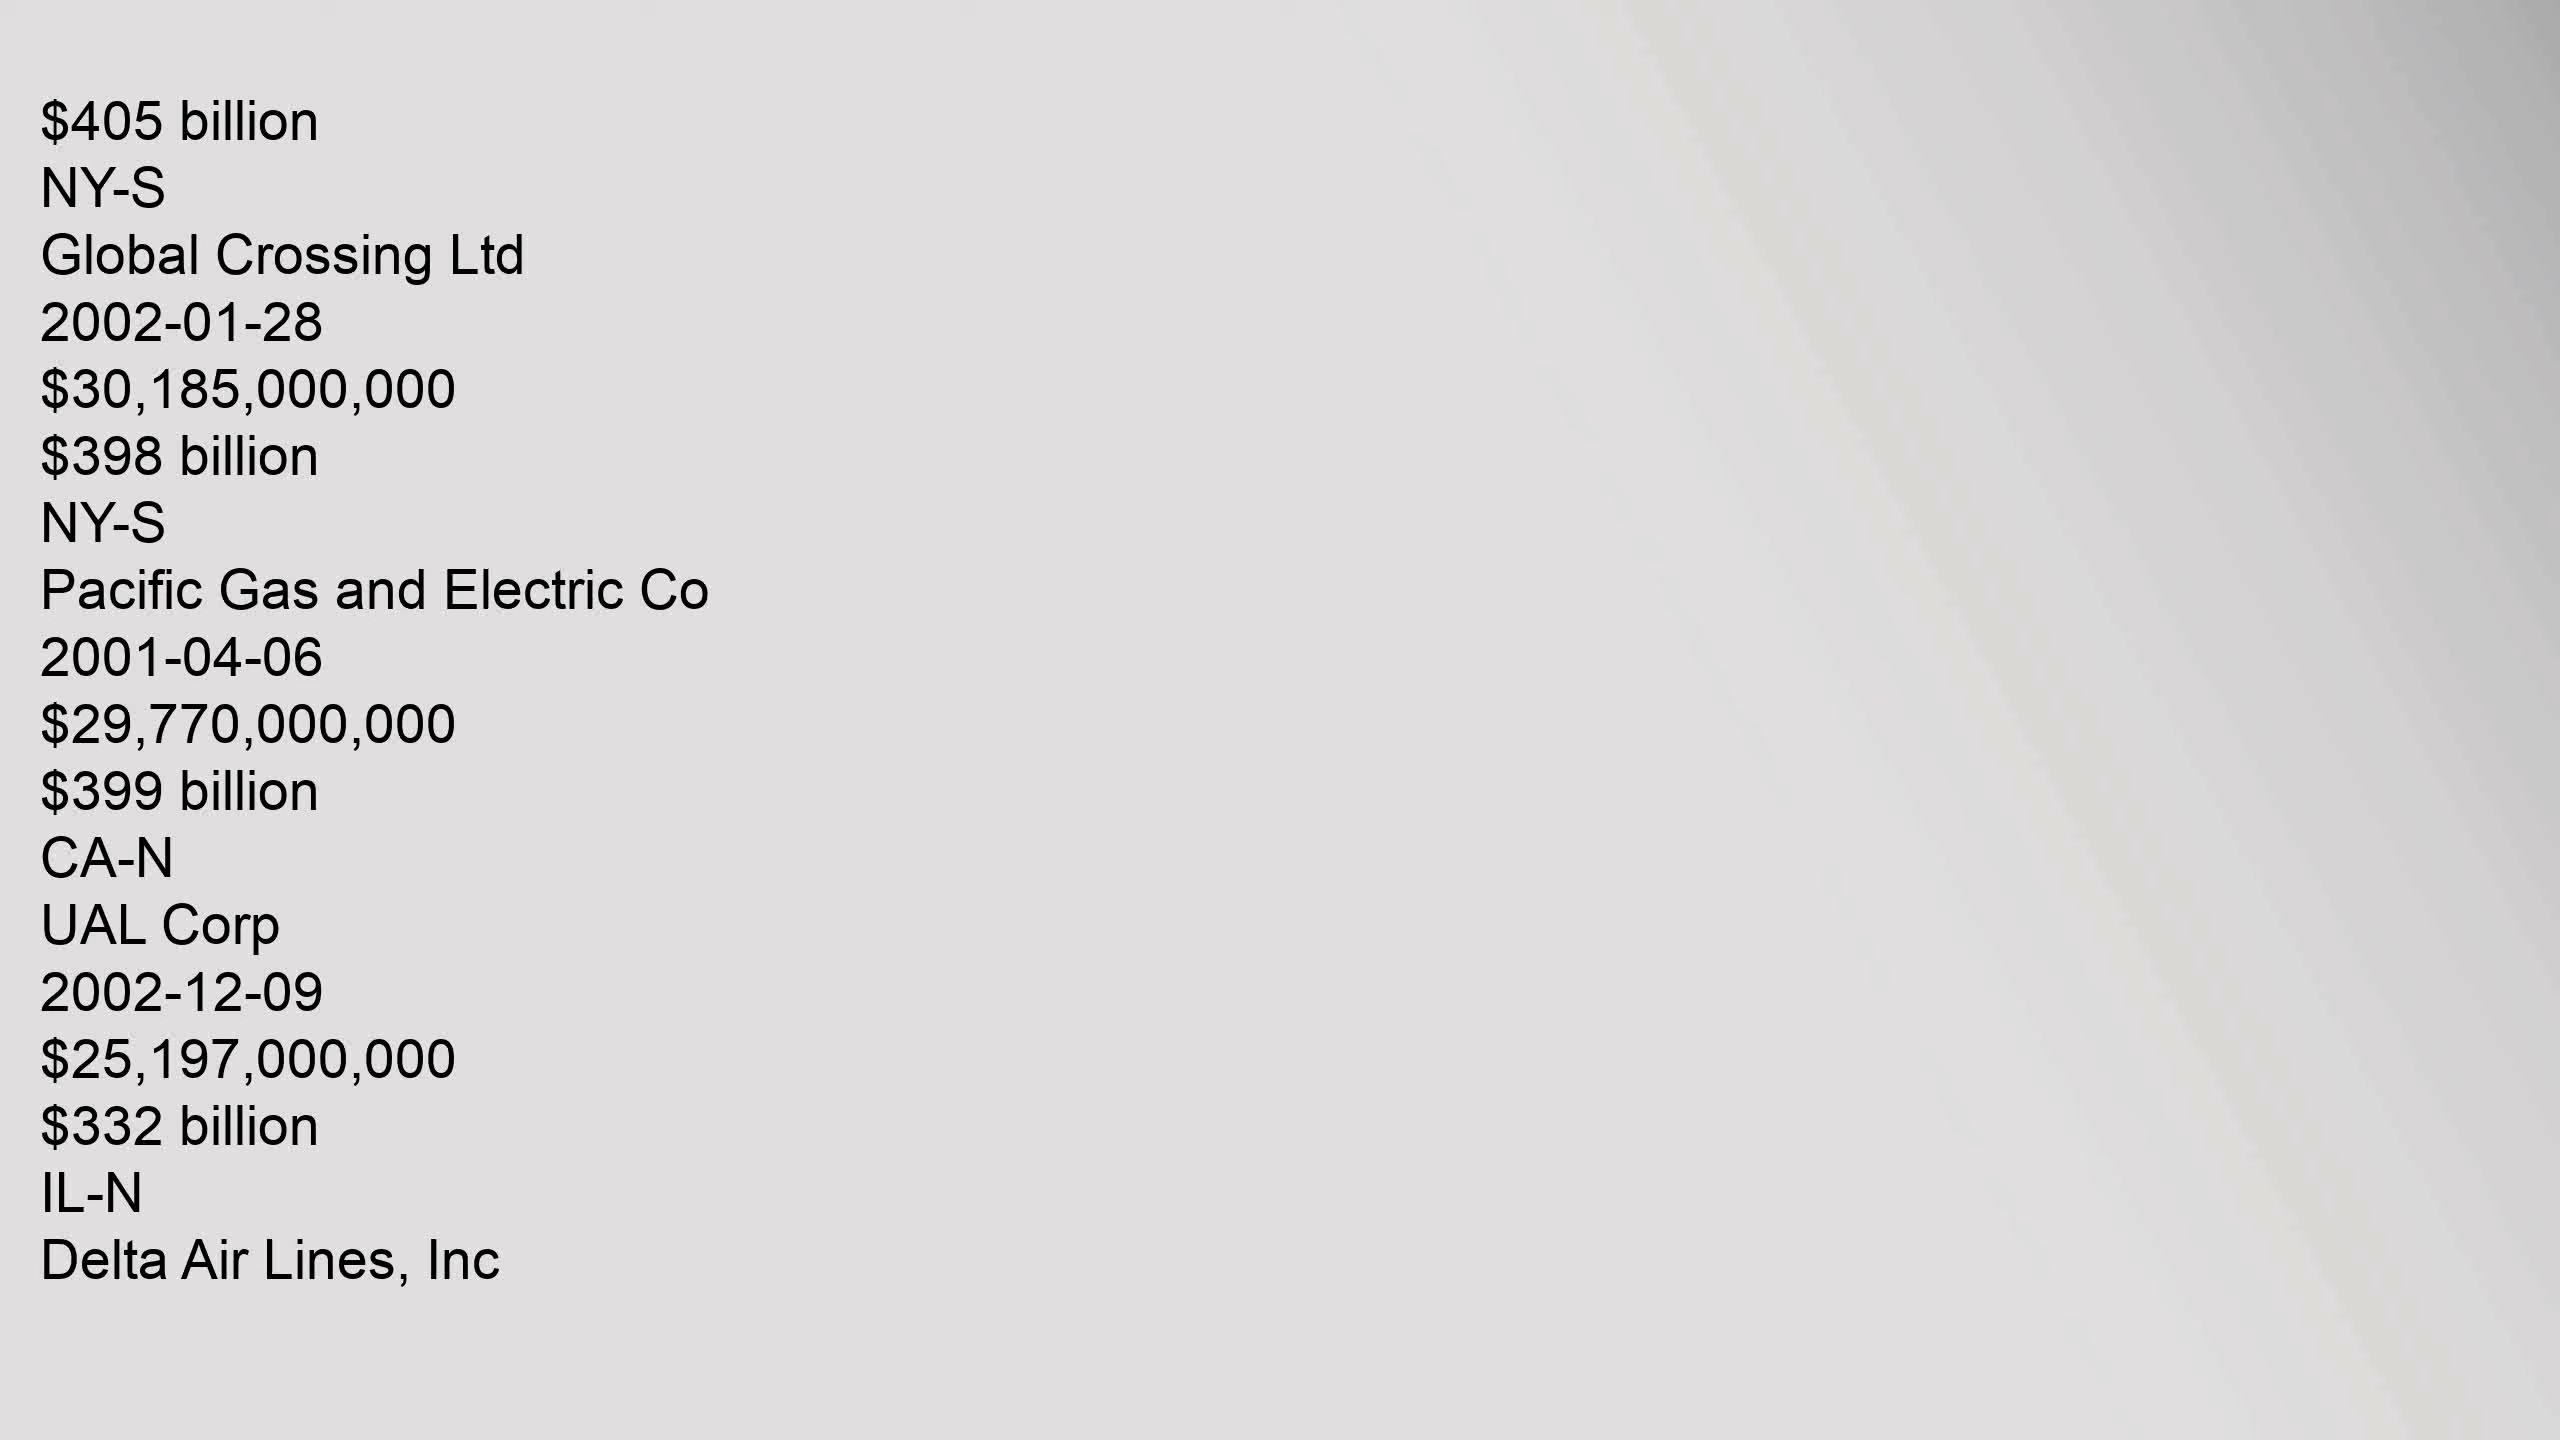 $405 billion
NY-S
Global Crossing Ltd
2002-01-28
$30,185,000,000
$398 billion
NY-S
Pacific Gas and Electric Co
2001-04-06
$29,770,000,000
$399 billion
CA-N
UAL Corp
2002-12-09
$25,197,000,000
$332 billion
IL-N
Delta Air Lines, Inc